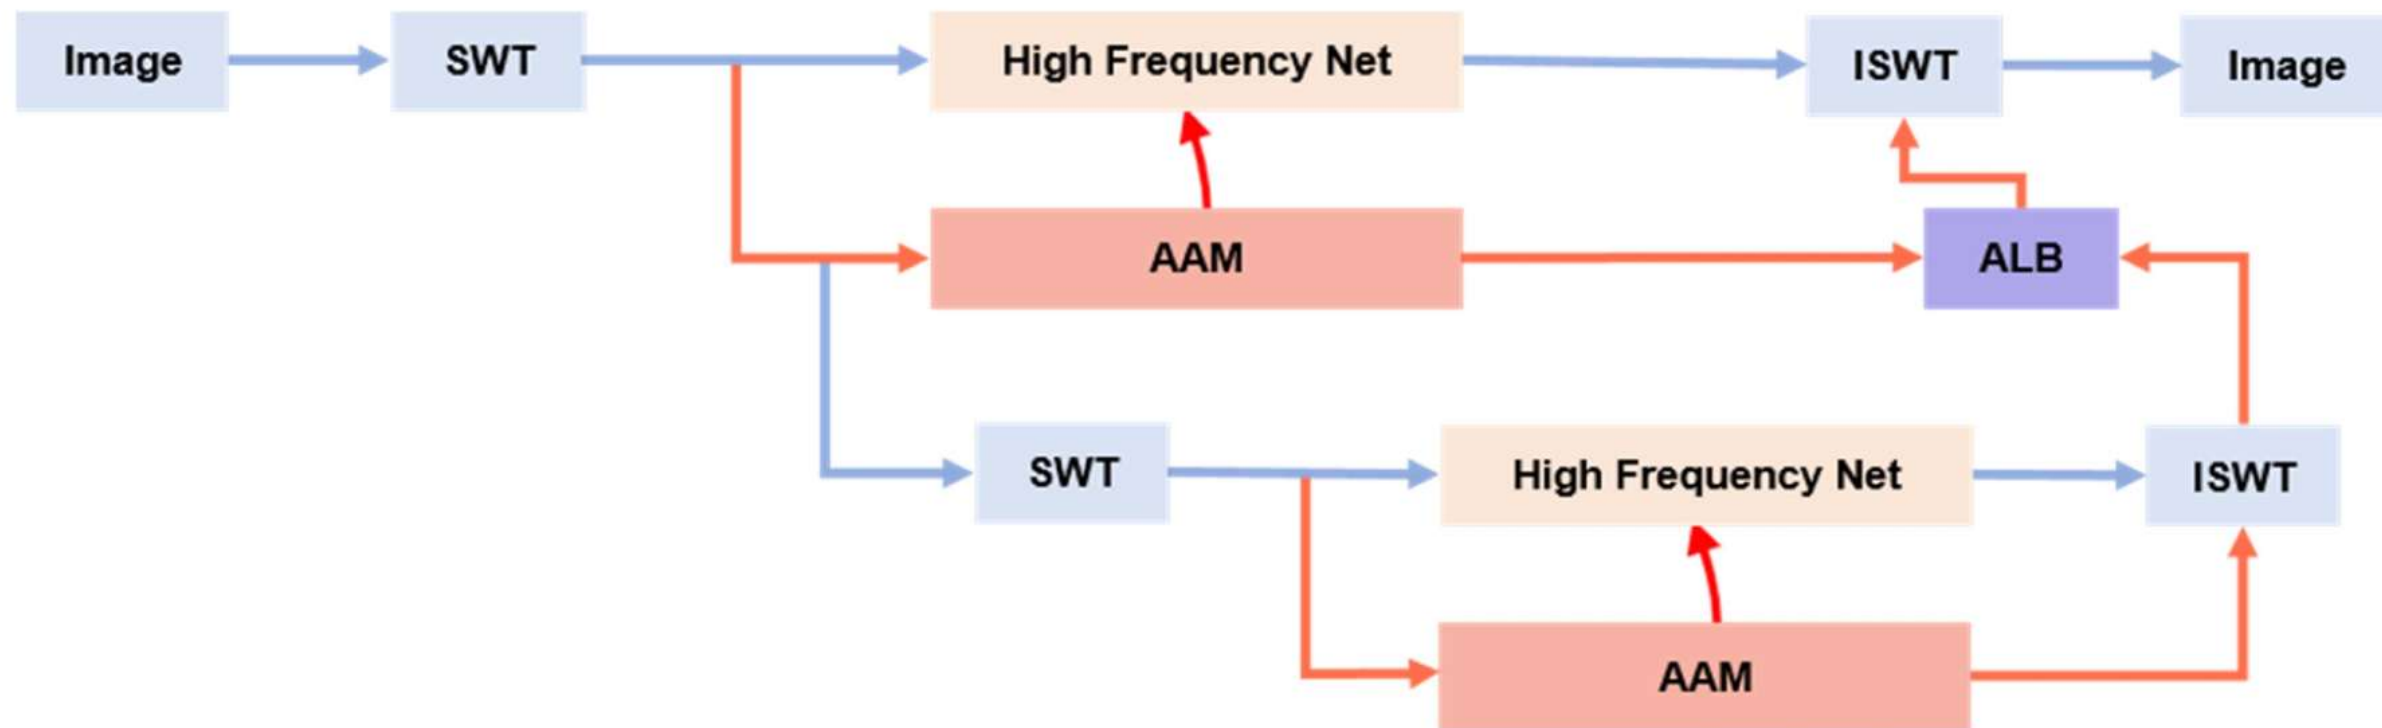 Image
SWT
High Frequency Net
ISWT
Image
AAM
ALB
SWT
High Frequency Net
ISWT
AAM